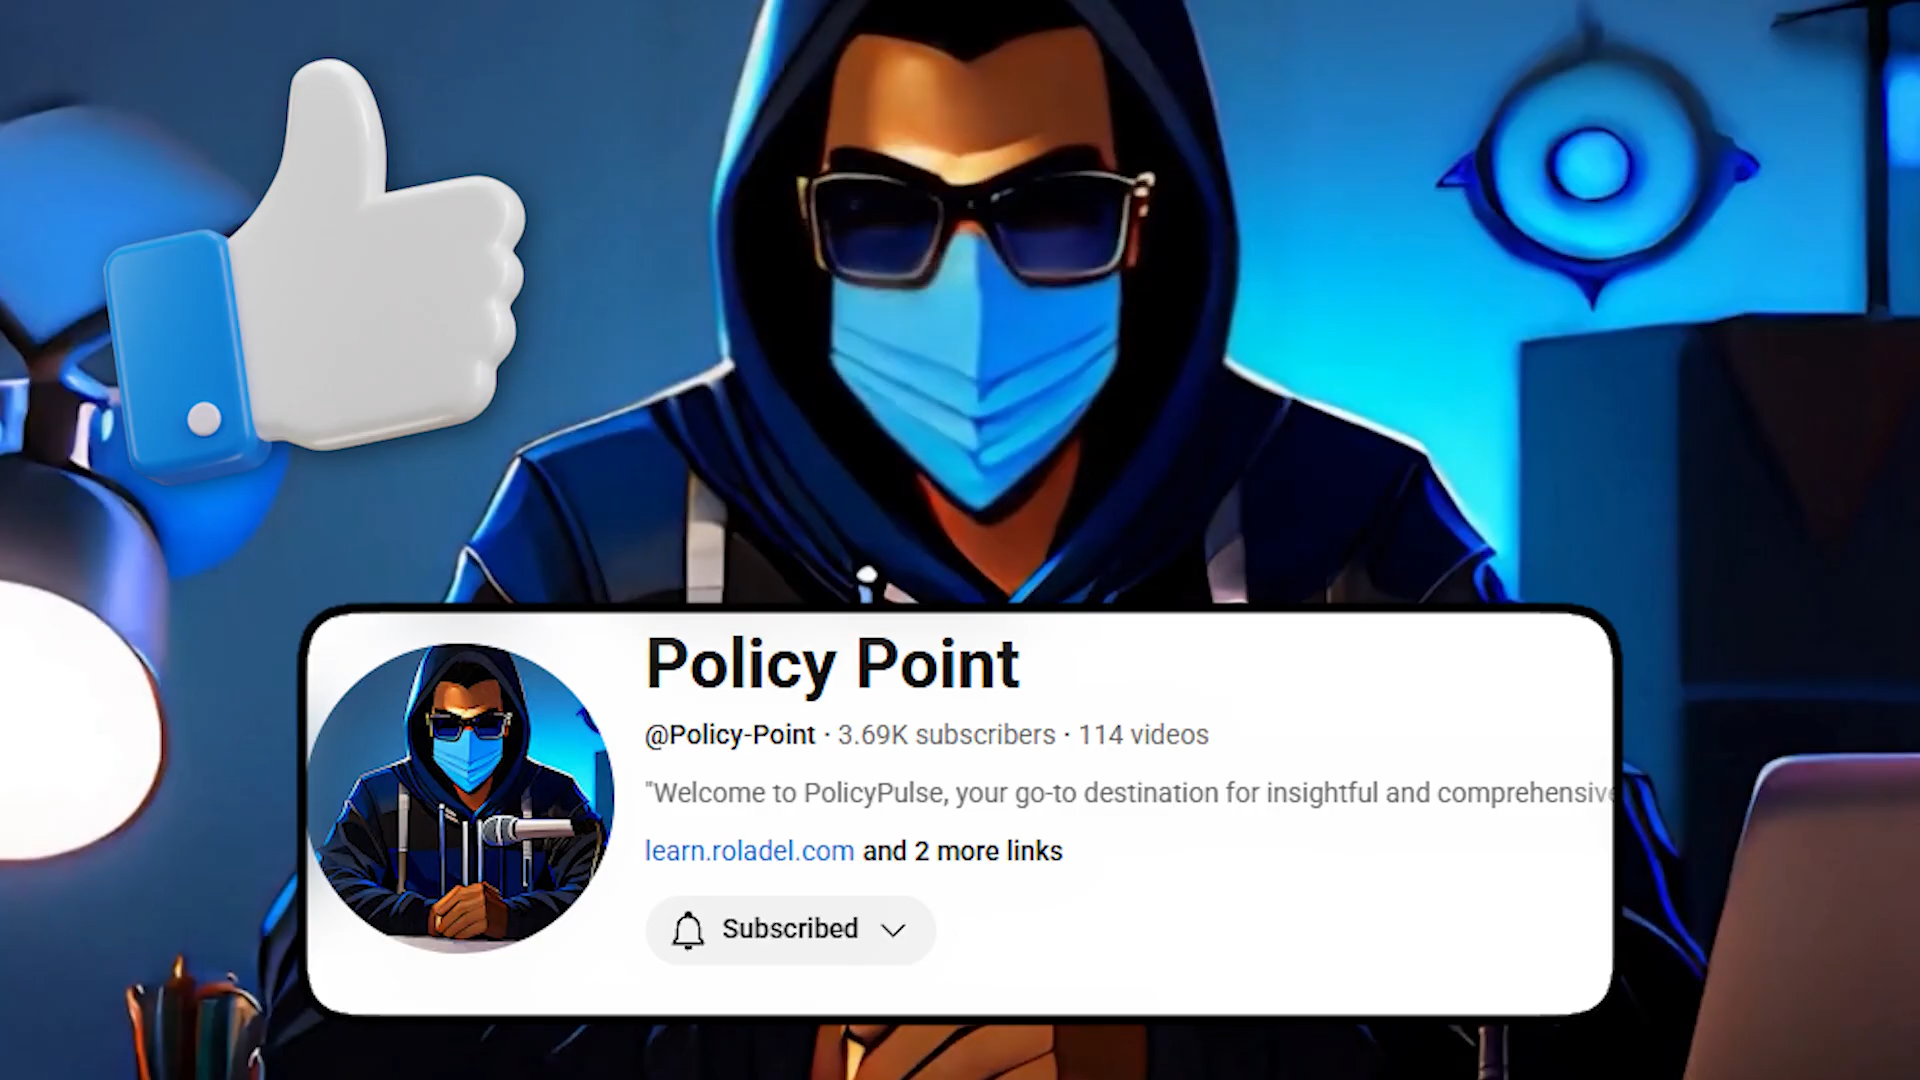 Policy Point
@Policy-Point · 3.69K subscribers · 114 videos
"Welcome to PolicyPulse, your go-to destination for insightful and comprehensive
learn.roladel.com and 2 more links
Subscribed